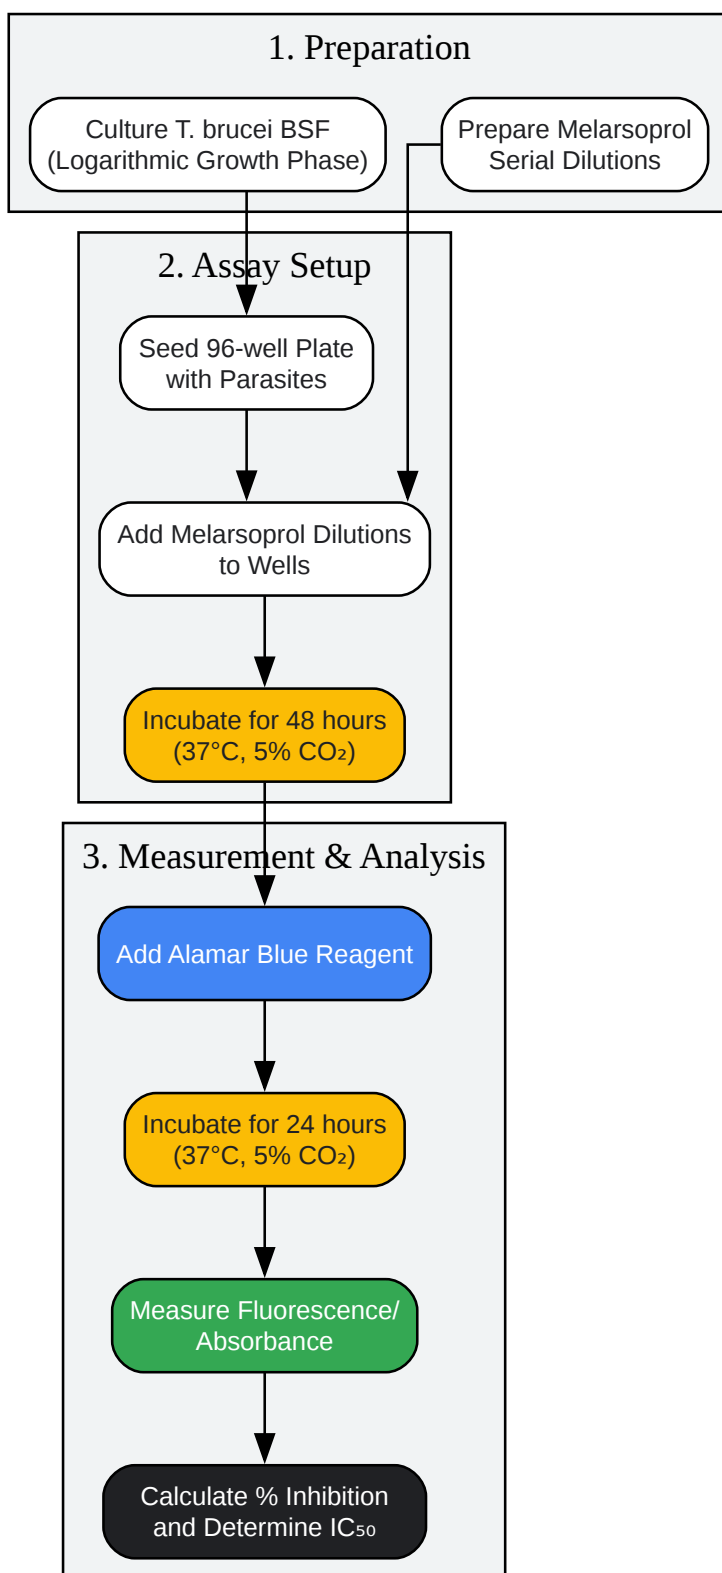 1. Preparation
Culture T. brucei BSF
(Logarithmic Growth Phase)
Prepare Melarsoprol
Serial Dilutions
2. Assay Setup
Seed 96-well Plate
with Parasites
Add Melarsoprol Dilutions
to Wells
Incubate for 48 hours
(37°C, 5% CO₂)
3. Measurement & Analysis
Add Alamar Blue Reagent
Incubate for 24 hours
(37°C, 5% CO₂)
Measure Fluorescence/
Absorbance
Calculate % Inhibition
and Determine IC₅₀